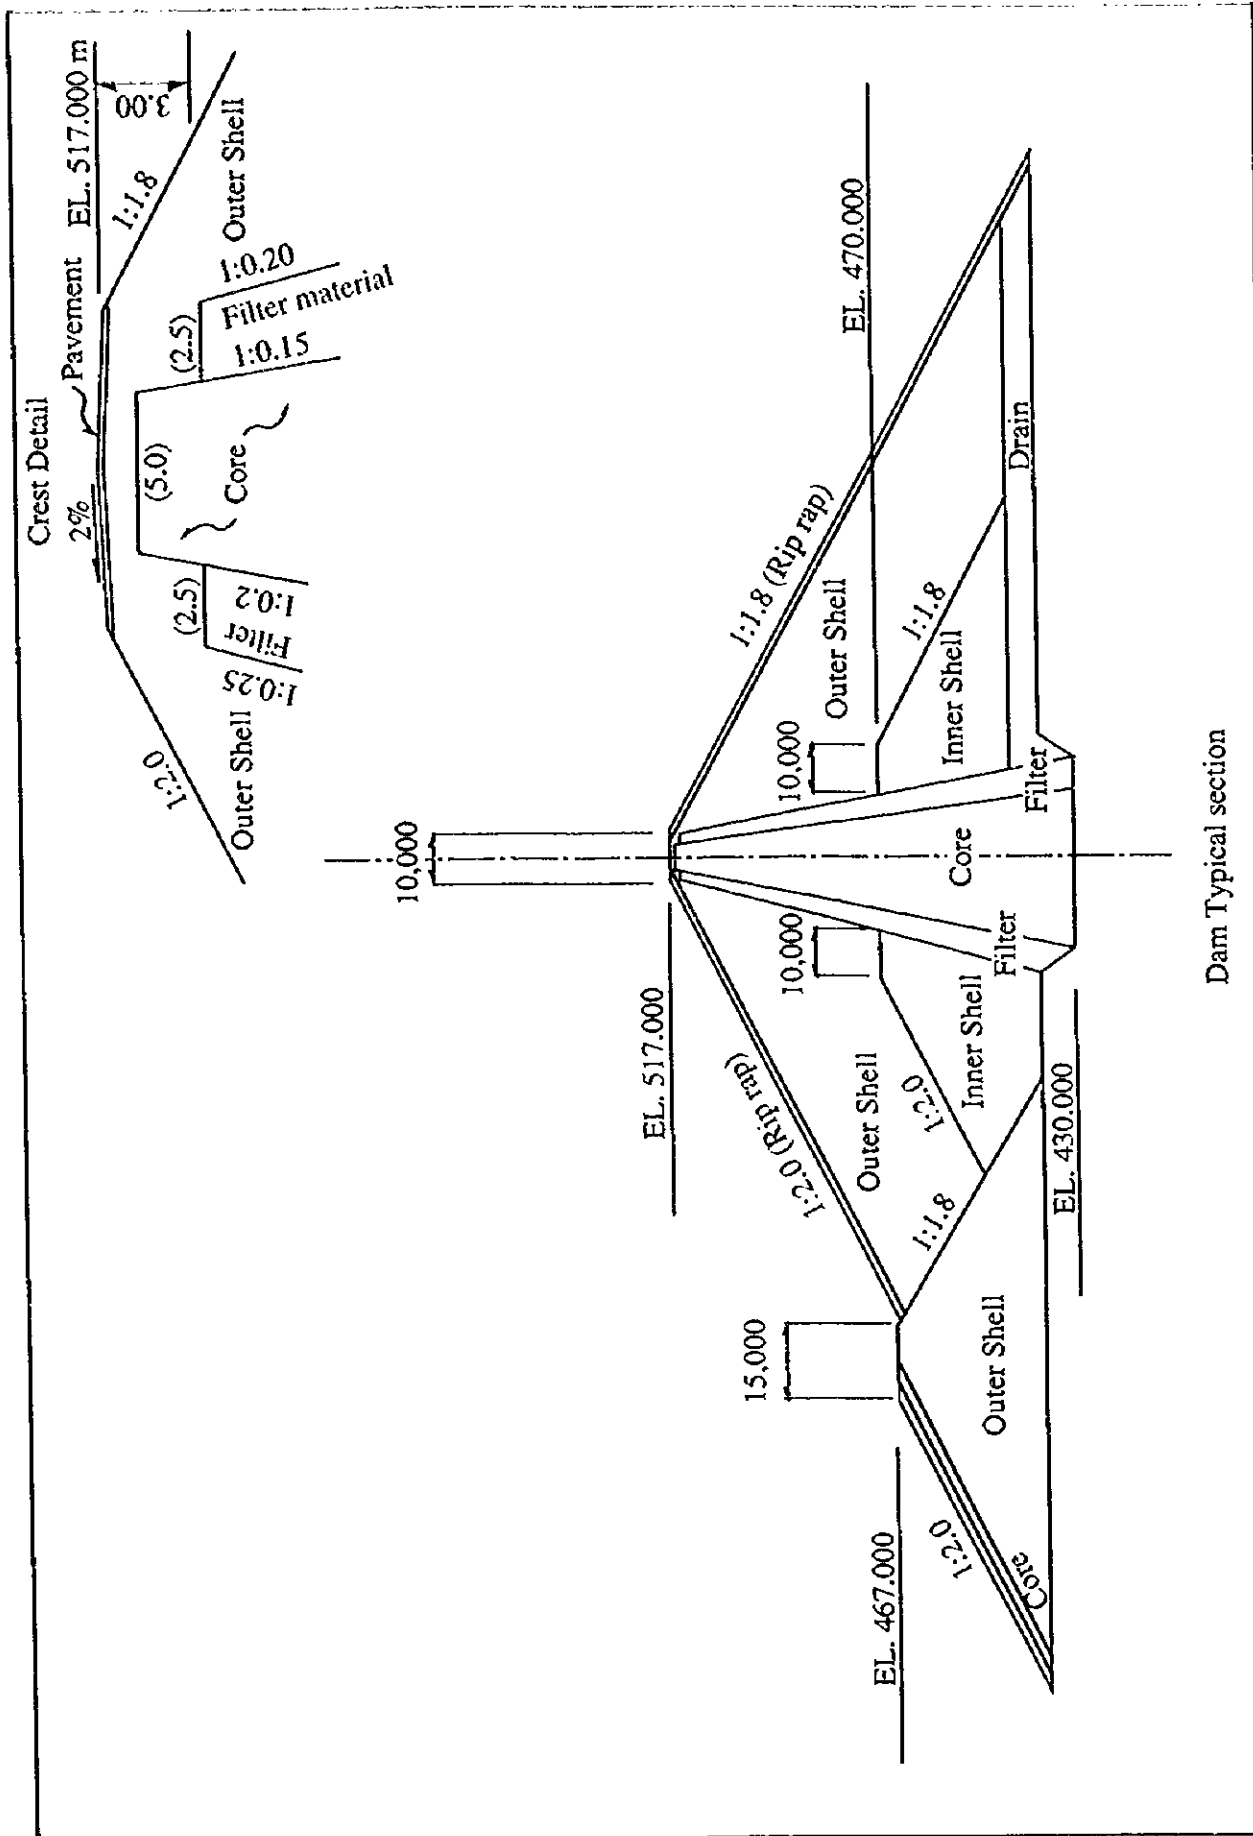 Crest Detail
2%
Pavement
EL. 517.000 m
3.00
1:2.0
1:1.8
(5.0)
(2.5)
(2.5)
Outer Shell
1:0.25
Filter
1:0.2
Core
1:0.15
Filter material
1:0.20
Outer Shell
10,000
EL. 517.000
1:2.0 (Rip rap)
1:1.8 (Rip rap)
15,000
10,000
10,000
EL. 467.000
EL. 470.000
Outer Shell
Outer Shell
1:2.0
1:2.0
1:1.8
1:1.8
Inner Shell
Inner Shell
Outer Shell
Core
Core
Filter
Filter
Drain
EL. 430.000
Dam Typical section